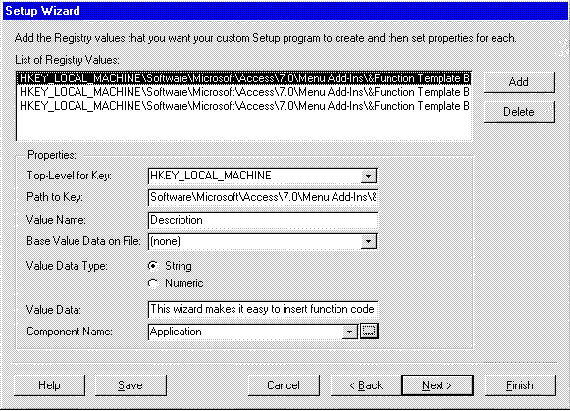 Setup Wizard
Add the Registry values that you want your custom Setup program to create and then set properties for each.
List of Registry Values:
HKEY_LOCAL_MACHINE\Software\Microsoft\Access\7.0\Menu Add-Ins\&Function Template B
HKEY_LOCAL_MACHINE\Software\Microsoft\Access\7.0\Menu Add-Ins\&Function Template B
HKEY_LOCAL_MACHINE\Software\Microsoft\Access\7.0\Menu Add-Ins\&Function Template B
Add
Delete
Properties:
Top-Level for Key: HKEY_LOCAL_MACHINE
Path to Key: Software\Microsoft\Access\7.0\Menu Add-Ins\&
Value Name: Description
Base Value Data on File: (none)
Value Data Type: String
Numeric
Value Data: This wizard makes it easy to insert function code
Component Name: Application ...
Help Save Cancel < Back Next > Finish